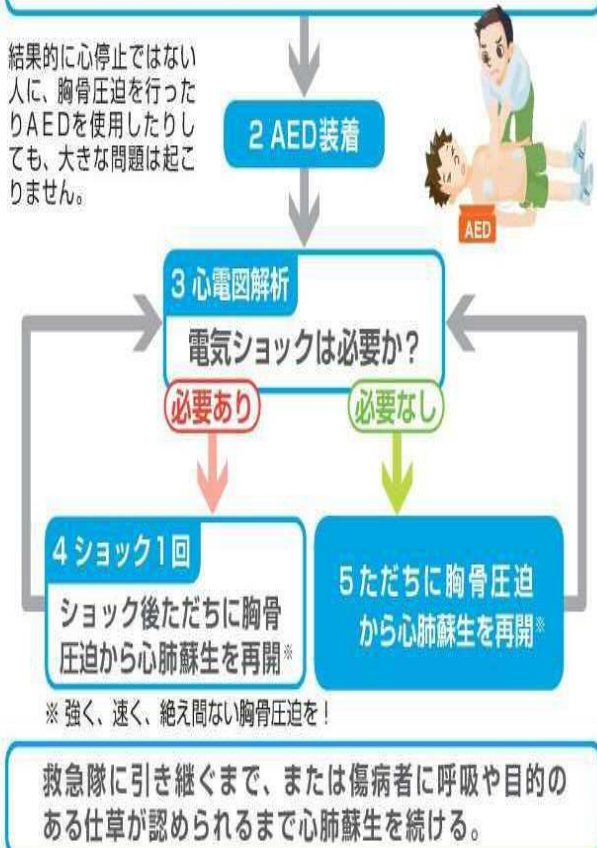 結果的に心停止ではない
人に、胸骨圧迫を行った
りAEDを使用したりし
ても、大きな問題は起こ
りません。
2 AED装着
AED
3 心電図解析
電気ショックは必要か？
必要あり
必要なし
4 ショック1回
ショック後ただちに胸骨
圧迫から心肺蘇生を再開※
5 ただちに胸骨圧迫
から心肺蘇生を再開※
※ 強く、速く、絶え間ない胸骨圧迫を！
救急隊に引き継ぐまで、または傷病者に呼吸や目的の
ある仕草が認められるまで心肺蘇生を続ける。